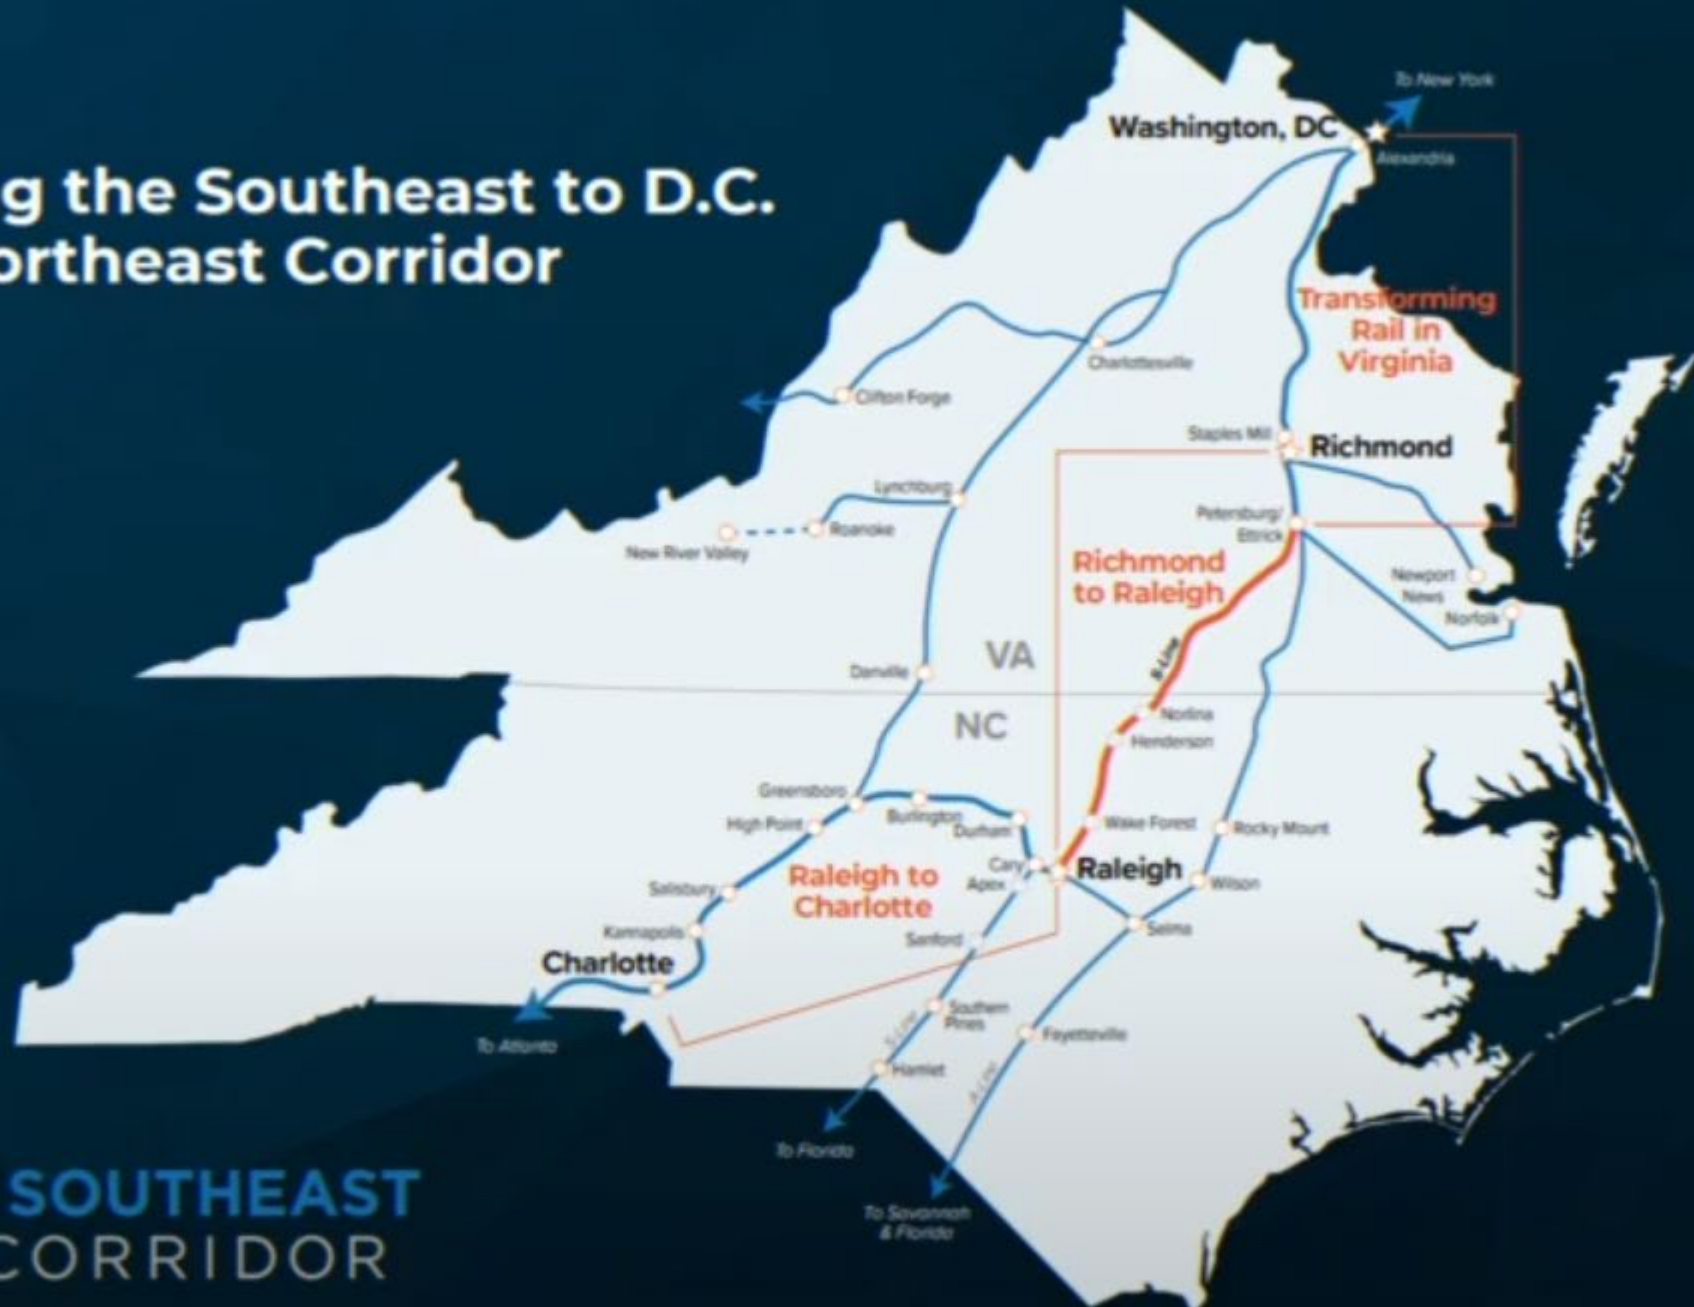 g the Southeast to D.C.
ortheast Corridor
To New York
Washington, DC
Alexandria
Transforming
Rail in
Virginia
Charlottesville
Clifton Forge
Staples Mill
Richmond
Lynchburg
Roanoke
New River Valley
Petersburg/
Ettrick
Richmond
to Raleigh
Newport
News
Norfolk
S-Line
VA
Danville
NC
Norlina
Henderson
Greensboro
Burlington
High Point
Durham
Wake Forest
Rocky Mount
Cary
Raleigh
Apex
Wilson
Raleigh to
Charlotte
Salisbury
Kannapolis
Selma
Sanford
Charlotte
Southern
Pines
S-Line
Fayetteville
To Atlanta
Hamlet
A-Line
To Florida
To Savannah
& Florida
SOUTHEAST
CORRIDOR